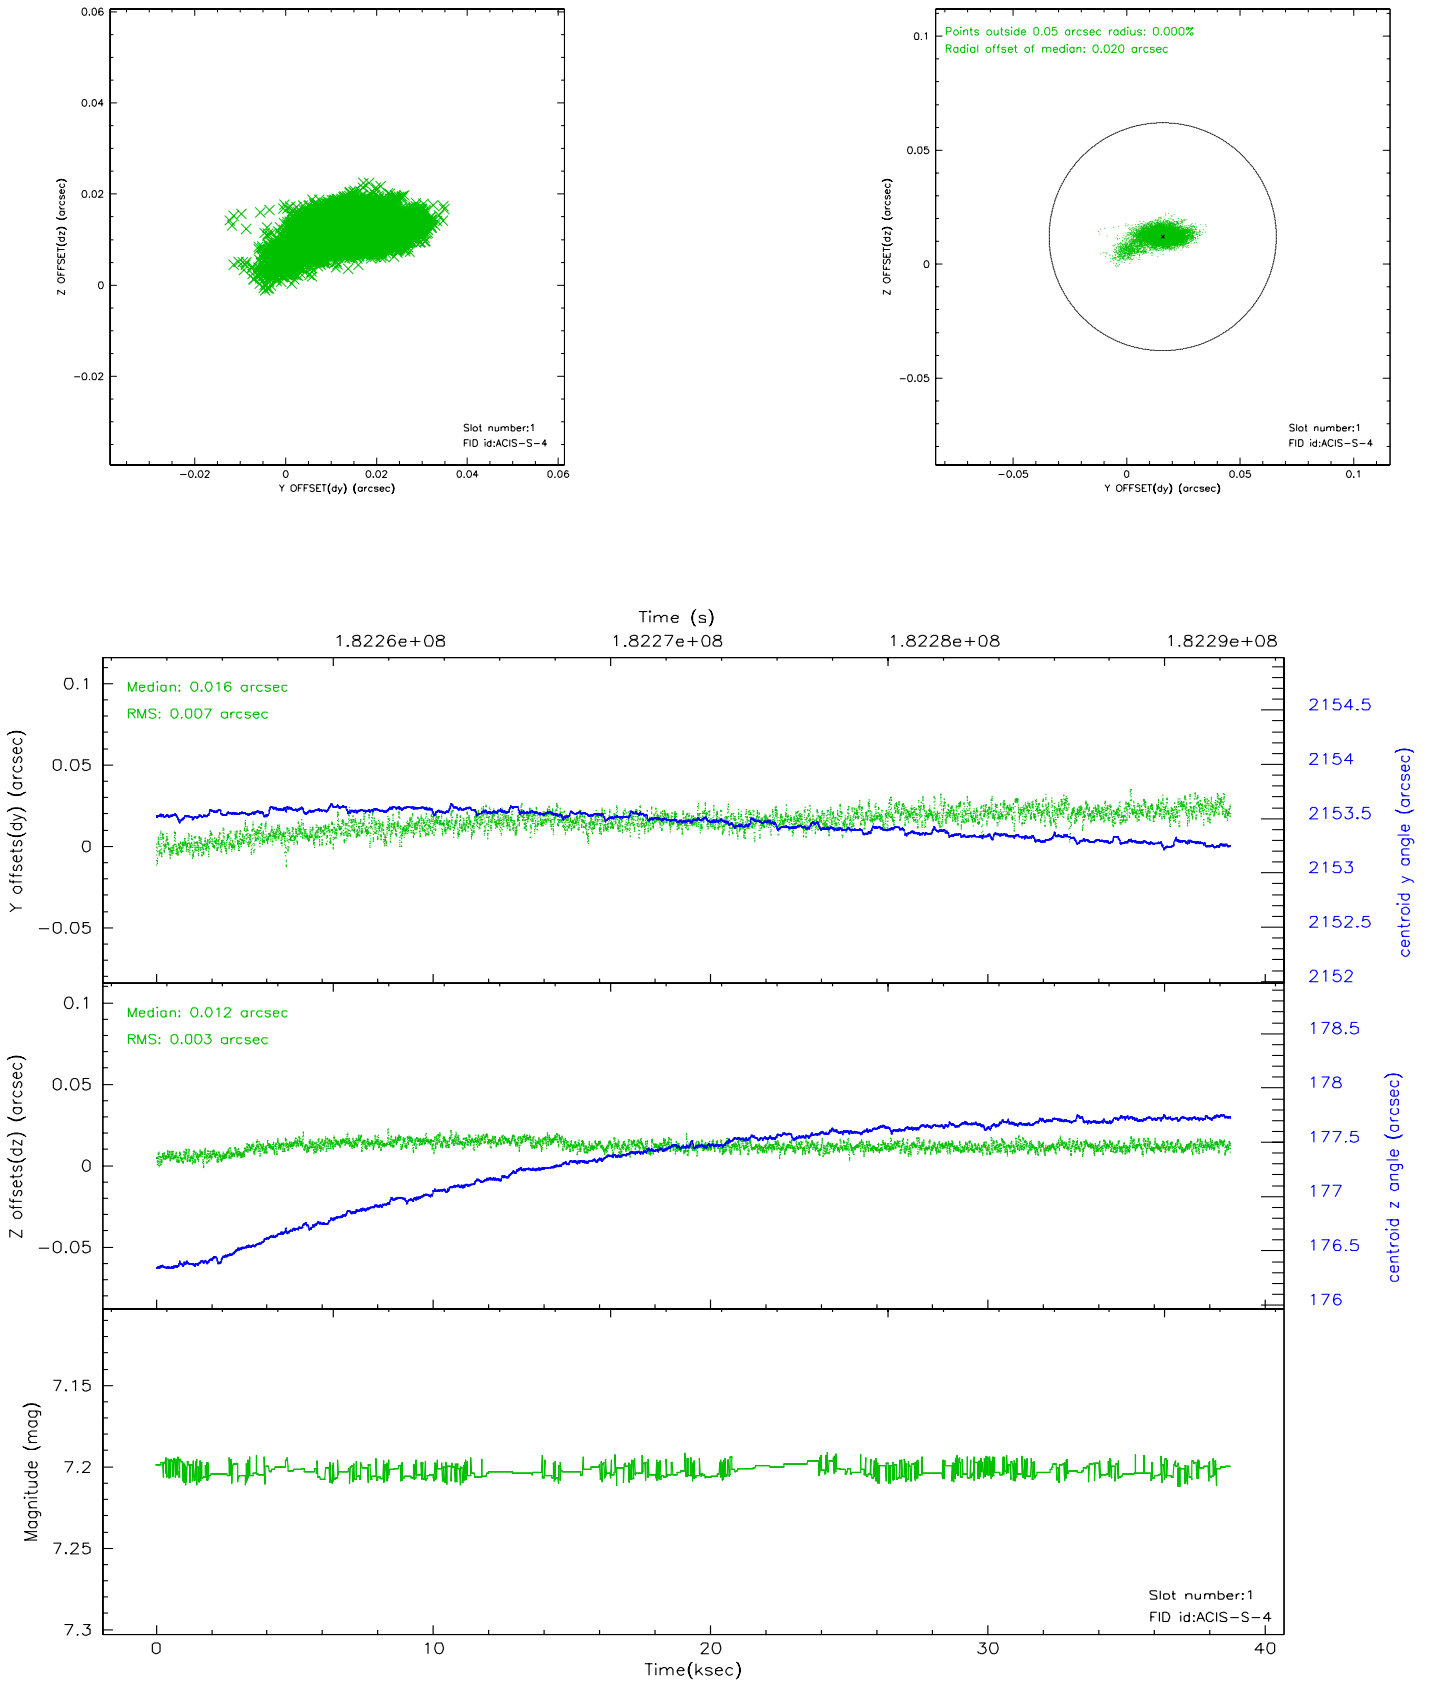 0.06
0.04
0.02
0
−0.02
Z OFFSET(dz) (arcsec)
Slot number:1
FID id:ACIS−S−4
−0.02
0
0.02
0.04
0.06
Y OFFSET(dy) (arcsec)
Points outside 0.05 arcsec radius: 0.000%
Radial offset of median: 0.020 arcsec
0.1
0.05
0
−0.05
Z OFFSET(dz) (arcsec)
Slot number:1
FID id:ACIS−S−4
−0.05
0
0.05
0.1
Y OFFSET(dy) (arcsec)
Time (s)
1.8226e+08
1.8227e+08
1.8228e+08
1.8229e+08
Median: 0.016 arcsec
RMS: 0.007 arcsec
0.1
0.05
0
−0.05
Y offsets(dy) (arcsec)
2154.5
2154
2153.5
2153
2152.5
2152
centroid y angle (arcsec)
Median: 0.012 arcsec
RMS: 0.003 arcsec
0.1
0.05
0
−0.05
Z offsets(dz) (arcsec)
178.5
178
177.5
177
176.5
176
centroid z angle (arcsec)
7.15
7.2
7.25
7.3
Magnitude (mag)
Slot number:1
FID id:ACIS−S−4
0
10
20
30
40
Time(ksec)